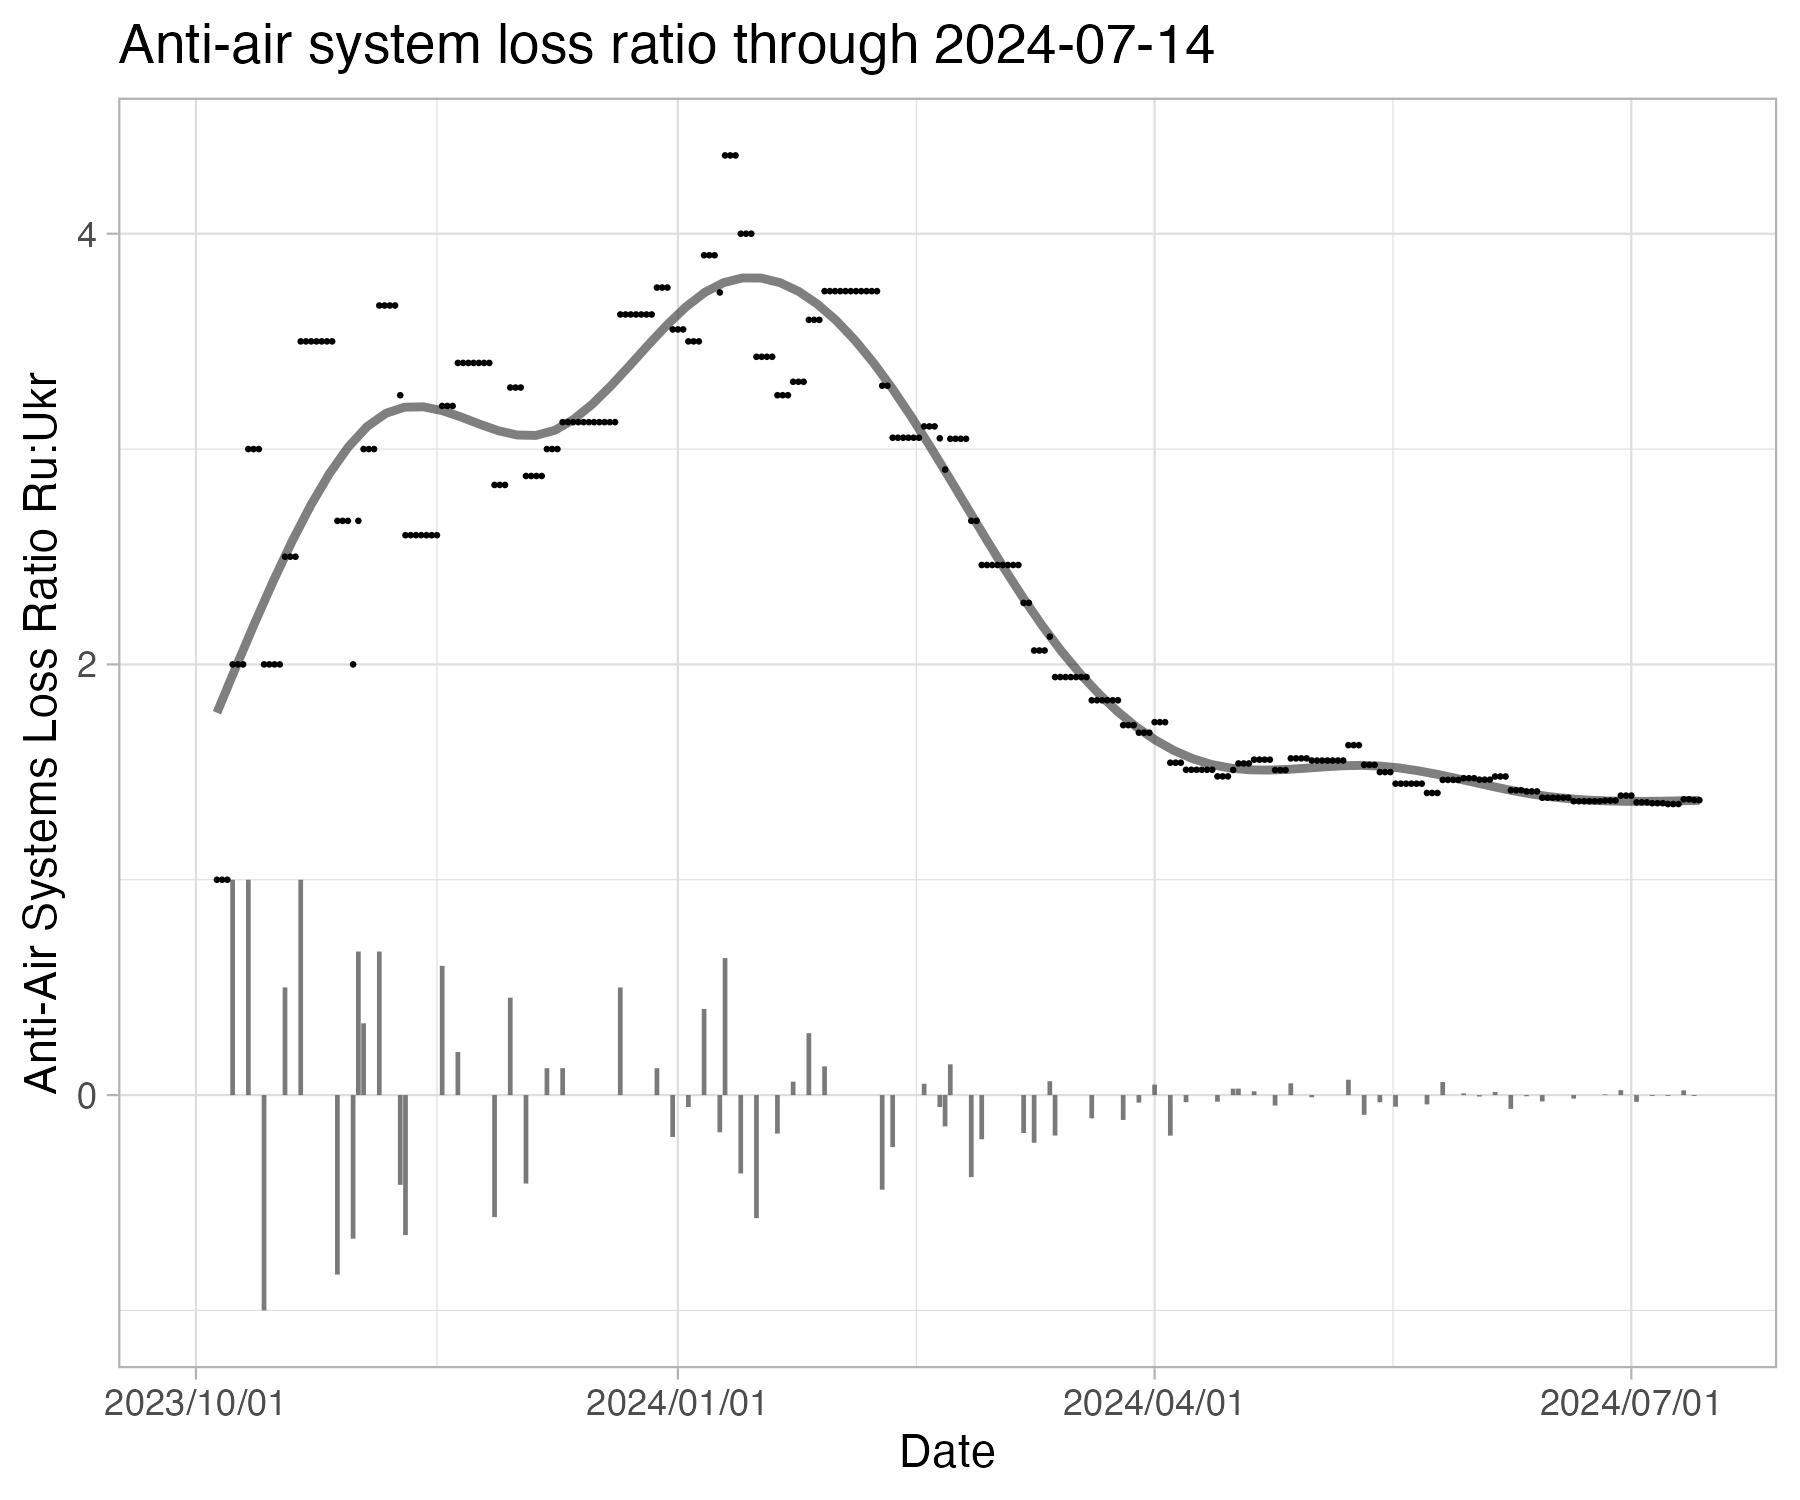 Anti-air system loss ratio through 2024-07-14
Anti-Air Systems Loss Ratio Ru:Ukr
4
2
0
2023/10/01
2024/01/01
2024/04/01
2024/07/01
Date